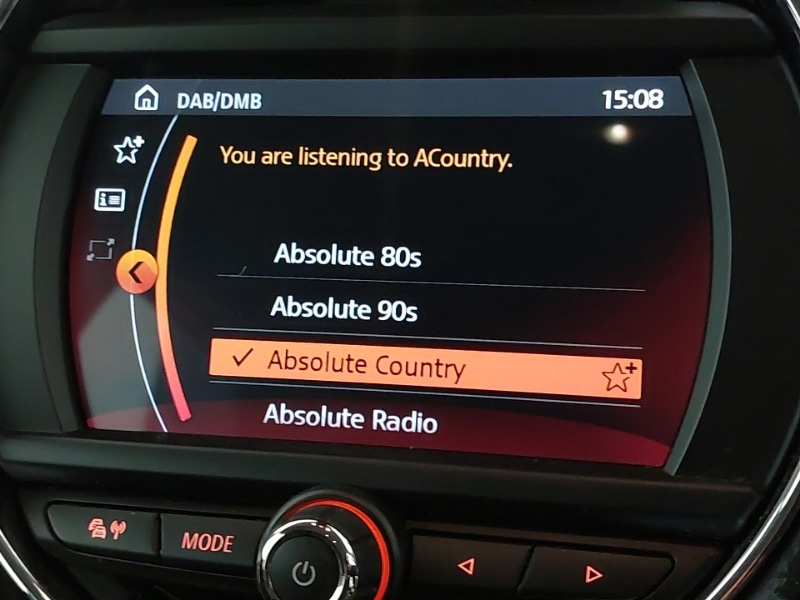 DAB/DMB 15:08
You are listening to ACountry.
Absolute 80s
Absolute 90s
Absolute Country
Absolute Radio
MODE